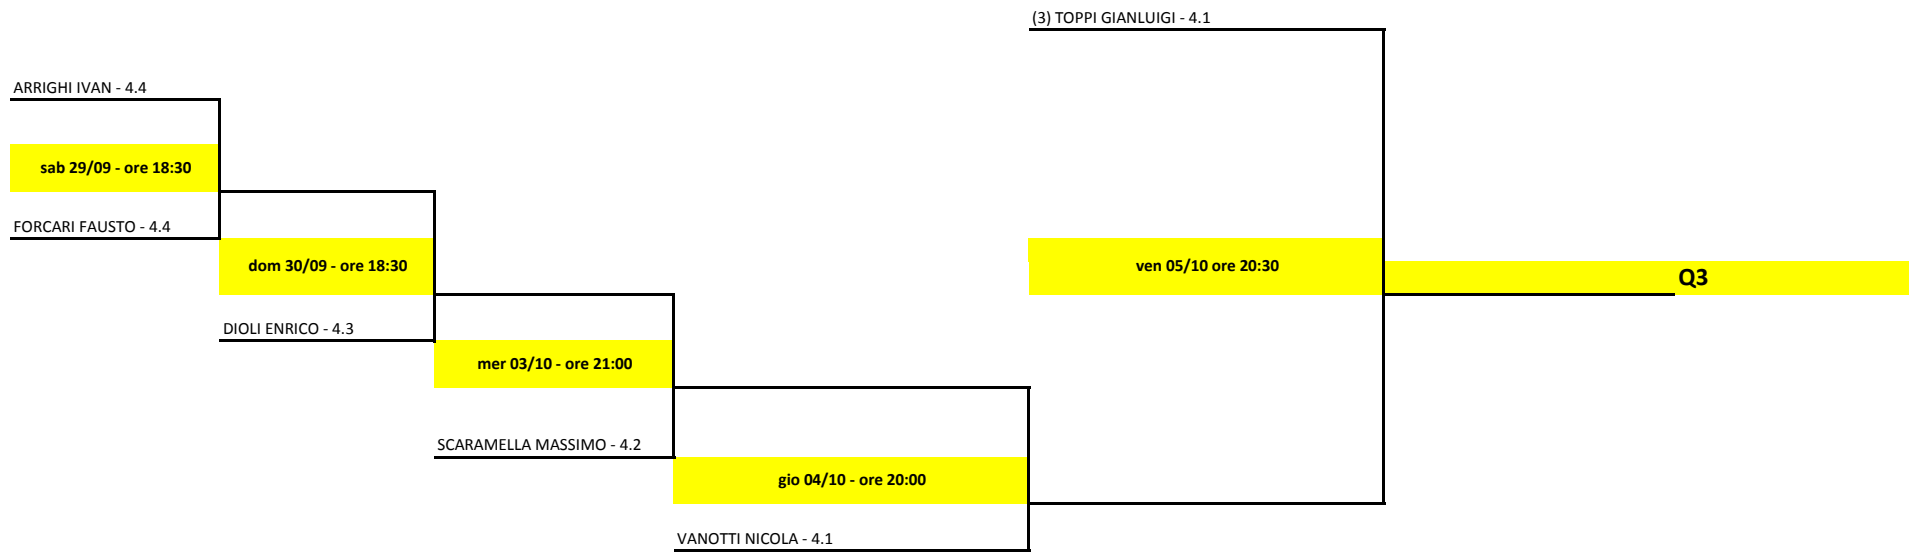 (3) TOPPI GIANLUIGI - 4.1
ARRIGHI IVAN - 4.4
sab 29/09 - ore 18:30
FORCARI FAUSTO - 4.4
dom 30/09 - ore 18:30
ven 05/10 ore 20:30
Q3
DIOLI ENRICO - 4.3
mer 03/10 - ore 21:00
SCARAMELLA MASSIMO - 4.2
gio 04/10 - ore 20:00
VANOTTI NICOLA - 4.1